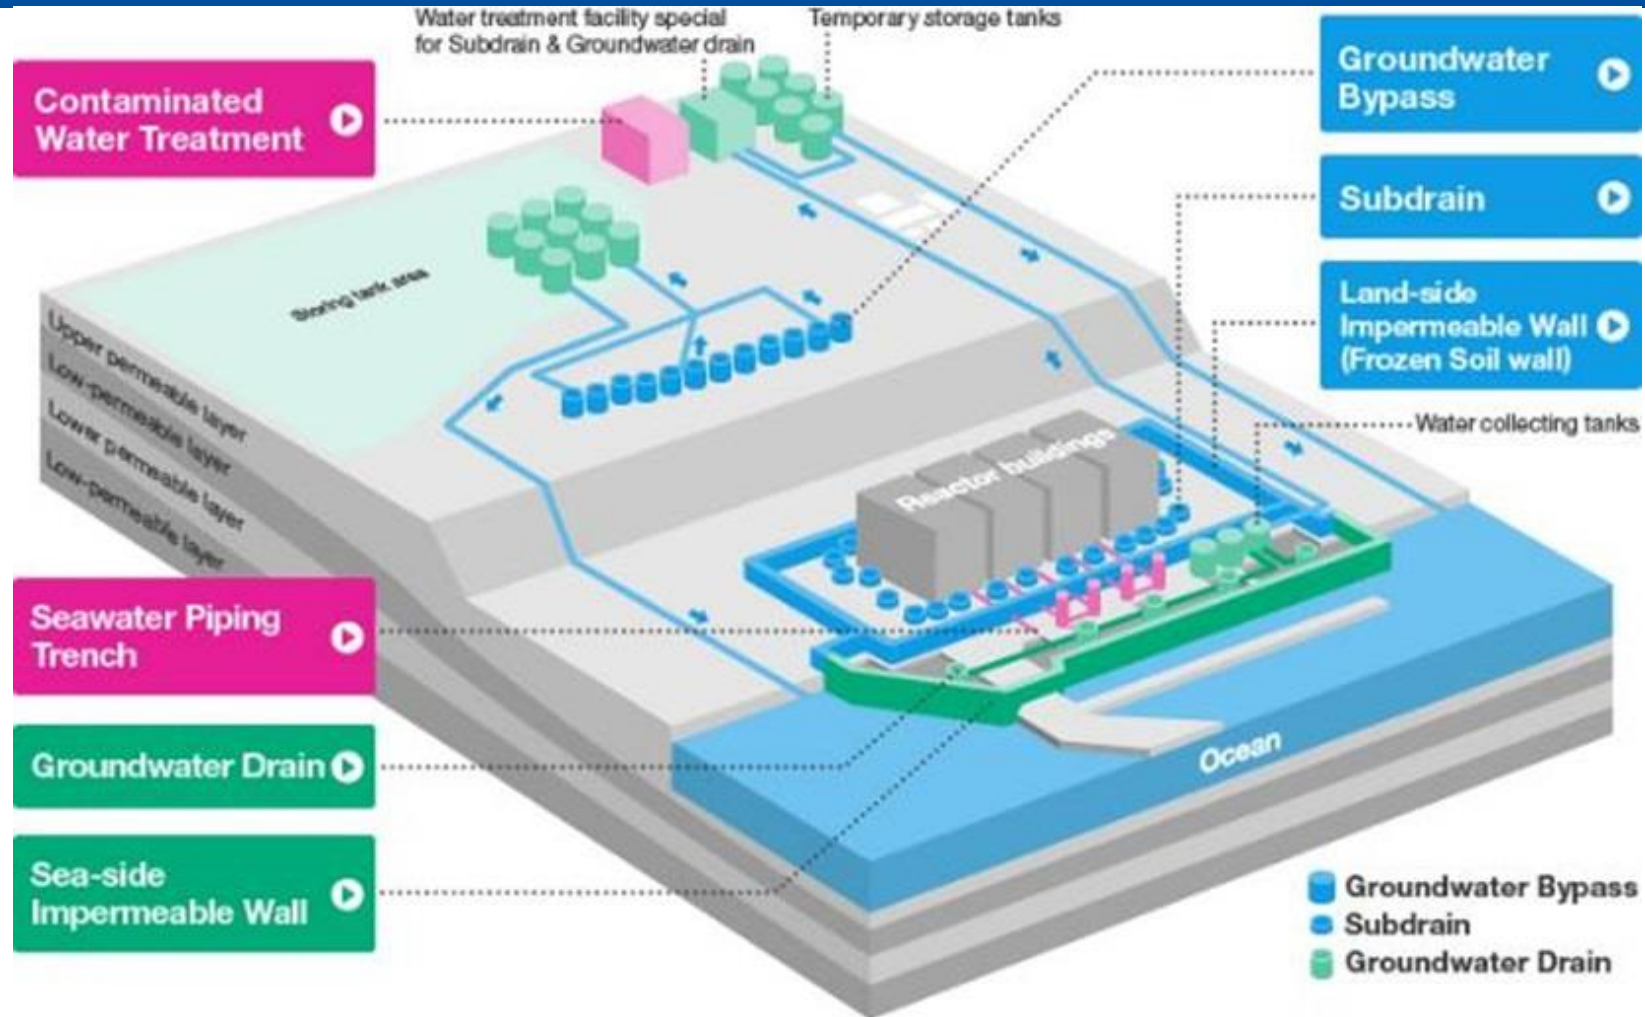 Water treatment facility special
for Subdrain & Groundwater drain
Temporary storage tanks
Contaminated
Water Treatment
Groundwater
Bypass
Subdrain
Land-side
Impermeable Wall
(Frozen Soil wall)
Water collecting tanks
Storing tank area
Upper permeable layer
Low-permeable layer
Lower permeable layer
Low-permeable layer
Reactor buildings
Seawater Piping
Trench
Groundwater Drain
Sea-side
Impermeable Wall
Ocean
Groundwater Bypass
Subdrain
Groundwater Drain